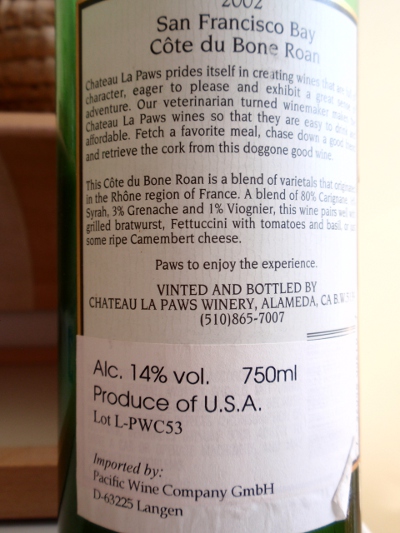 2002
San Francisco Bay
Côte du Bone Roan
Chateau La Paws prides itself in creating wines that
character, eager to please and exhibit a great sense
adventure. Our veterinarian turned winemaker
Chateau La Paws wines so that they are easy to drink
affordable. Fetch a favorite meal, chase down a good
and retrieve the cork from this doggone good wine.
This Côte du Bone Roan is a blend of varietals that
in the Rhône region of France. A blend of 80% Carignane,
Syrah, 3% Grenache and 1% Viognier, this wine pairs well
grilled bratwurst, Fettuccini with tomatoes and basil, or
some ripe Camembert cheese.
Paws to enjoy the experience.
VINTED AND BOTTLED BY
CHATEAU LA PAWS WINERY, ALAMEDA, CA B.W.
(510)865-7007
Alc. 14% vol. 750ml
Produce of U.S.A.
Lot L-PWC53
Imported by:
Pacific Wine Company GmbH
D-63225 Langen